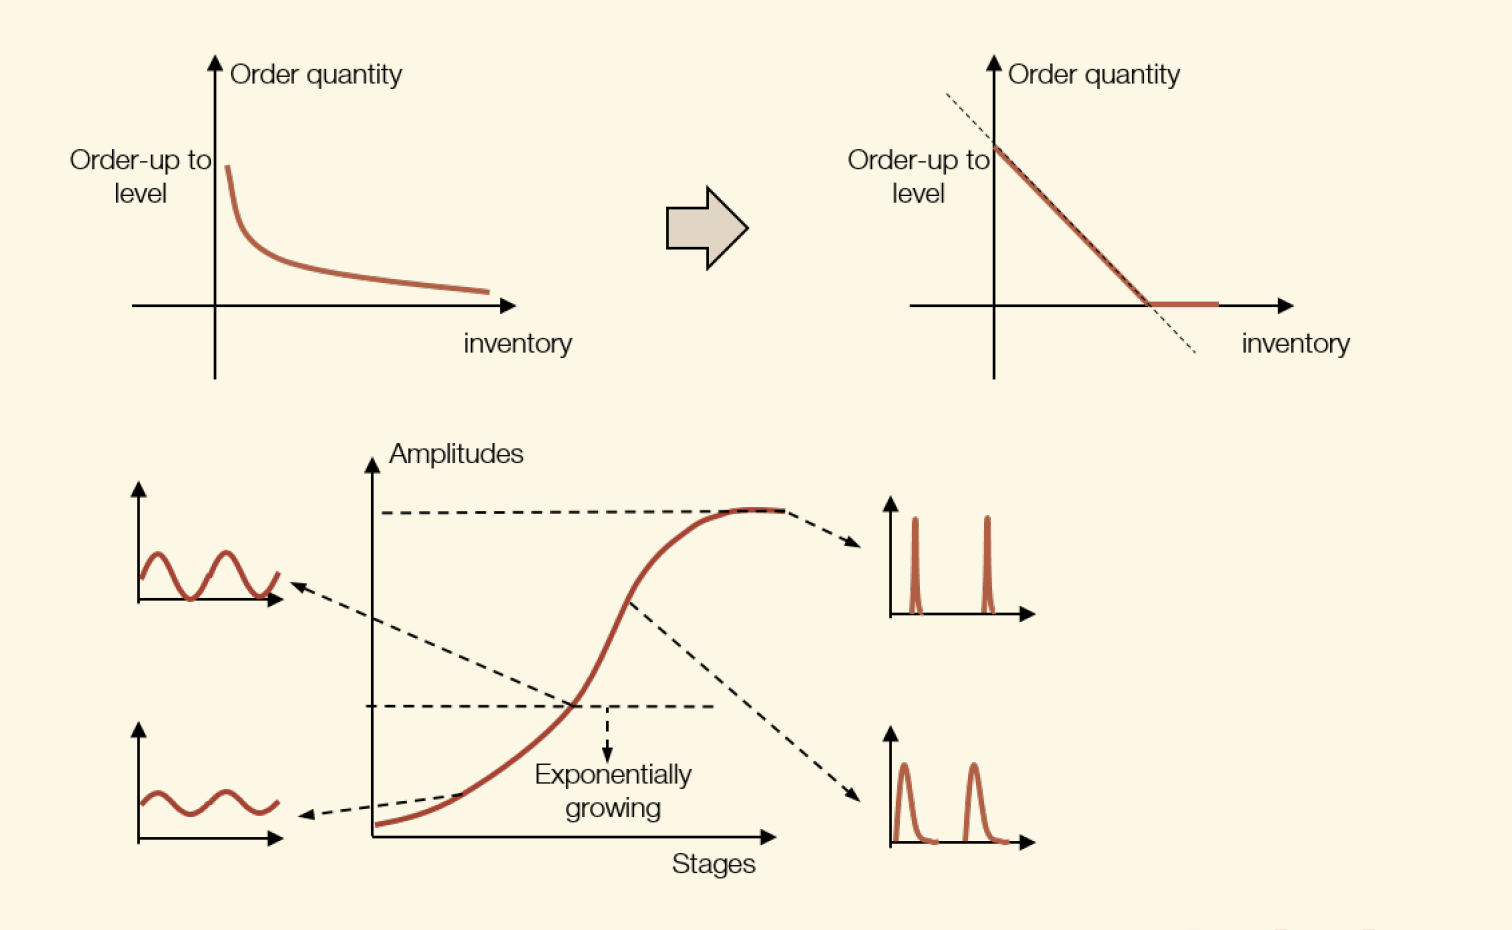 Order quantity
Order-up to
level
inventory
Order quantity
Order-up to
level
inventory
Amplitudes
Exponentially
growing
Stages